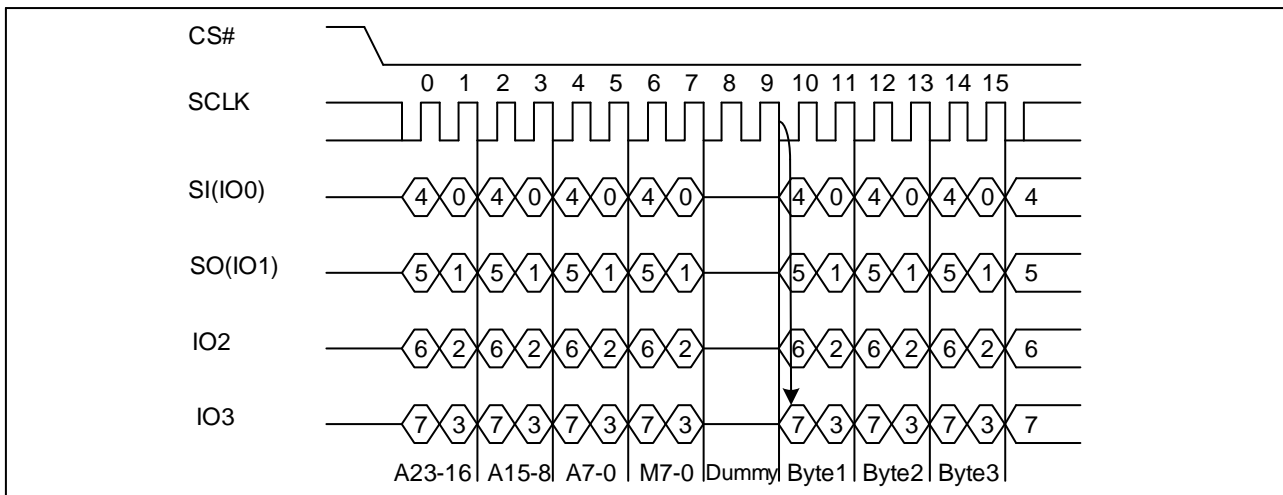 CS#
0 1 2 3 4 5 6 7 8 9 10 11 12 13 14 15
SCLK
SI(IO0) 4 0 4 0 4 0 4 0 4 0 4 0 4 0 4
SO(IO1) 5 1 5 1 5 1 5 1 5 1 5 1 5 1 5
IO2 6 2 6 2 6 2 6 2 6 2 6 2 6 2 6
IO3 7 3 7 3 7 3 7 3 7 3 7 3 7 3 7
A23-16 A15-8 A7-0 M7-0 Dummy Byte1 Byte2 Byte3